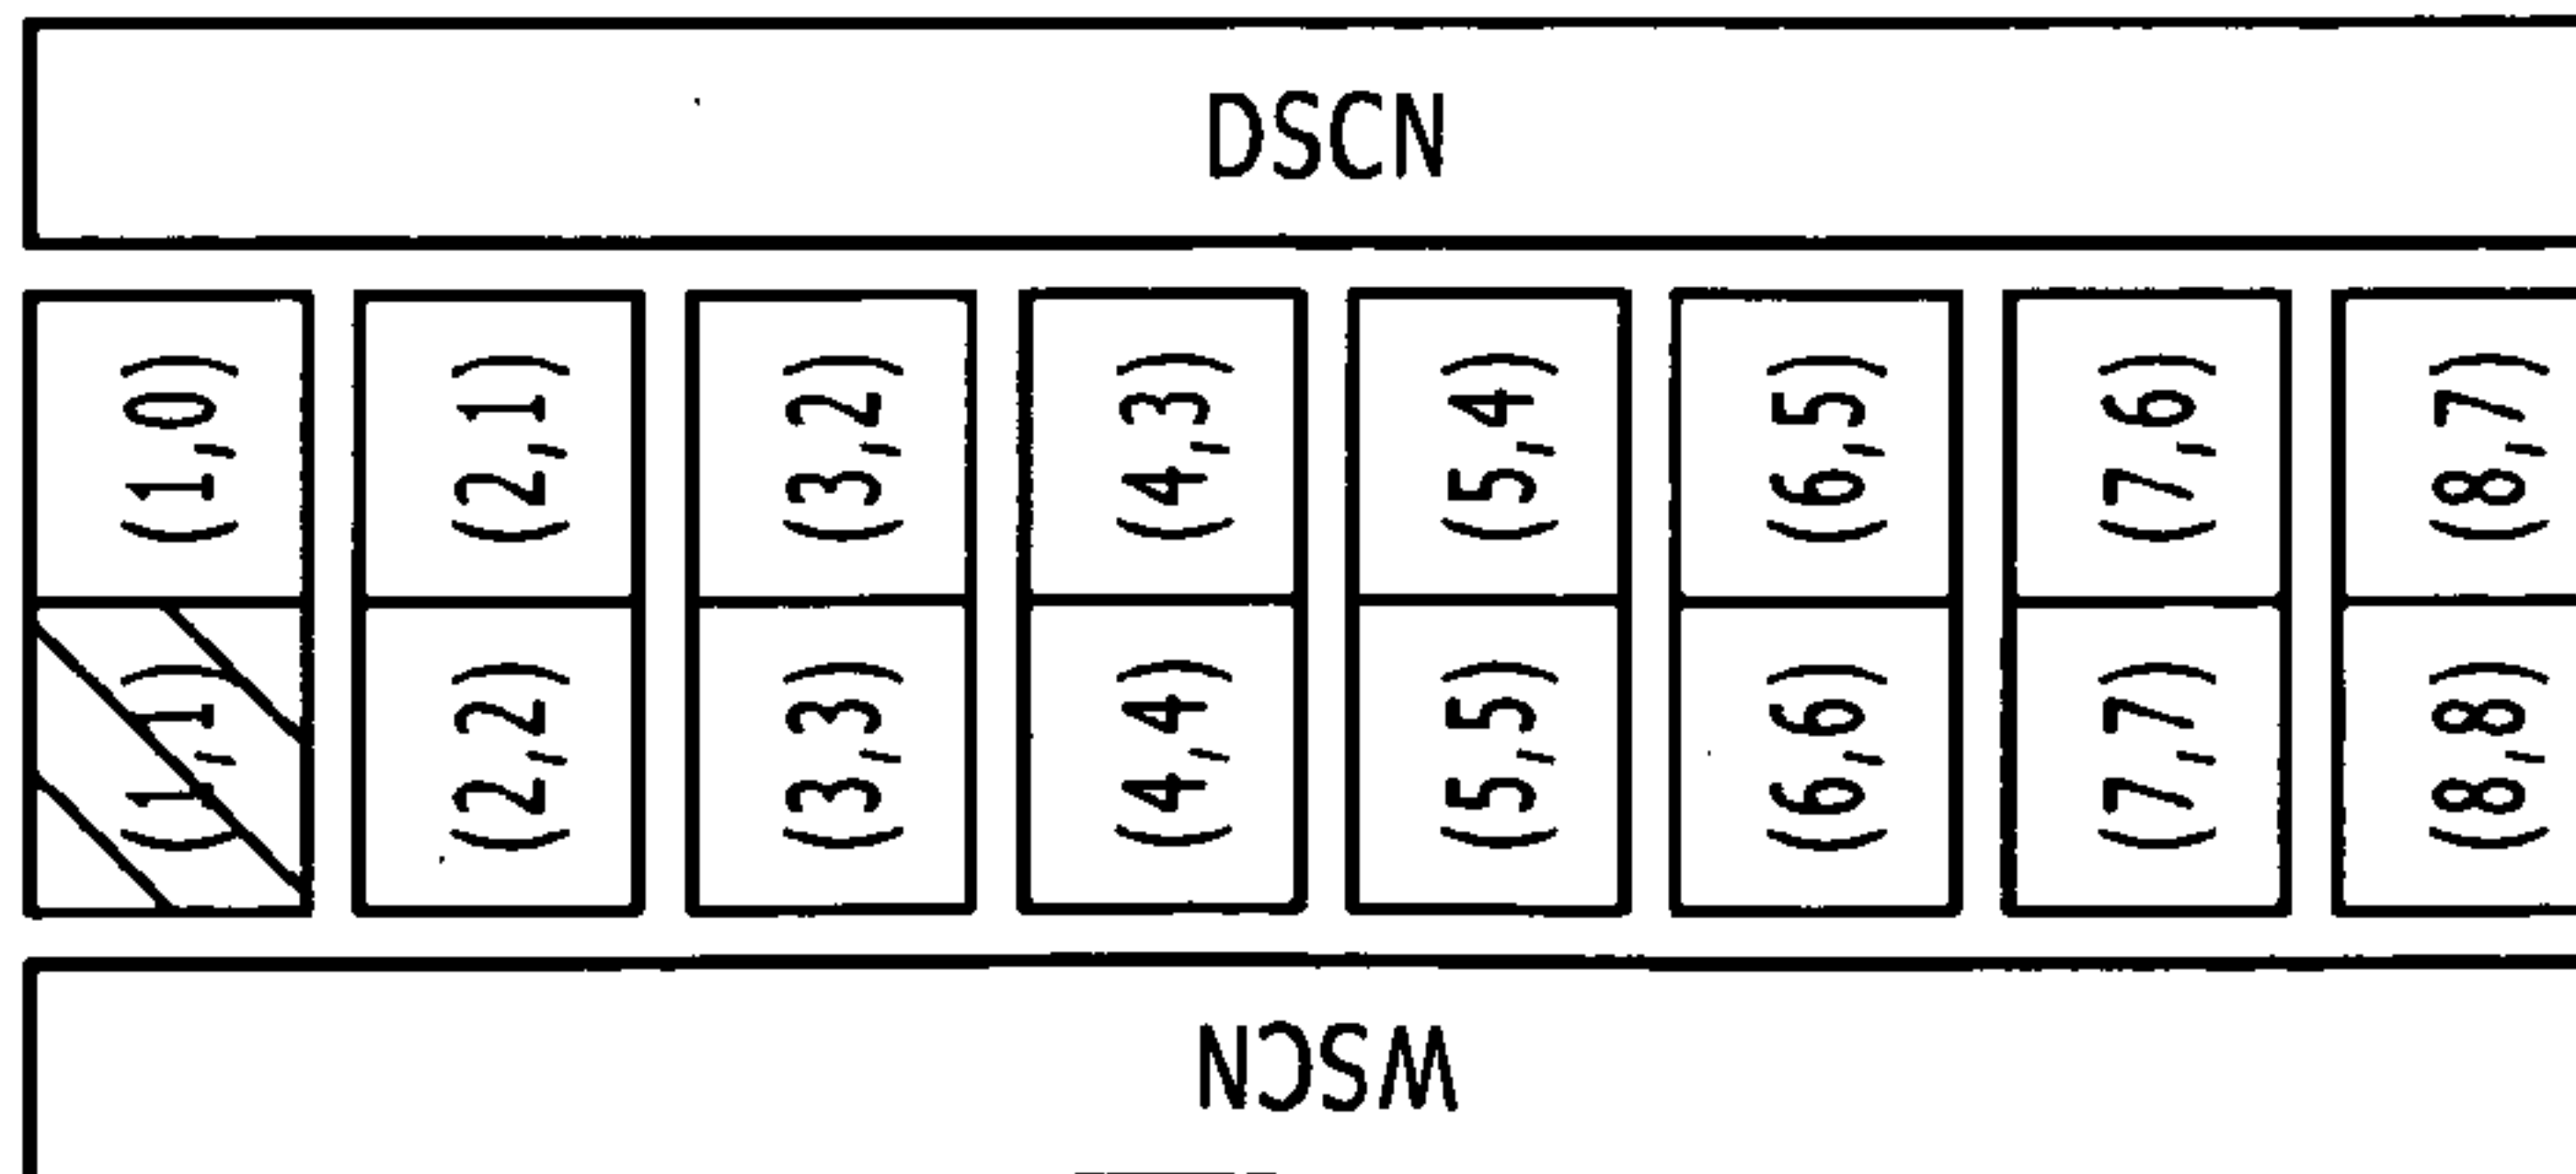 DSCN
(1,0) (2,1) (3,2) (4,3) (5,4) (6,5) (7,6) (8,7)
(1,1) (2,2) (3,3) (4,4) (5,5) (6,6) (7,7) (8,8)
WSCN